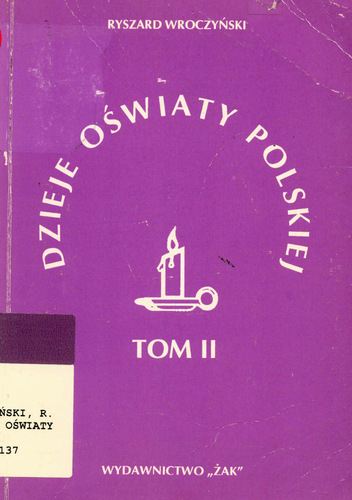 RYSZARD WROCZYŃSKI
DZIEJE OŚWIATY POLSKIEJ
TOM II
ŃSKI, R.
OŚWIATY
137
WYDAWNICTWO „ŻAK”